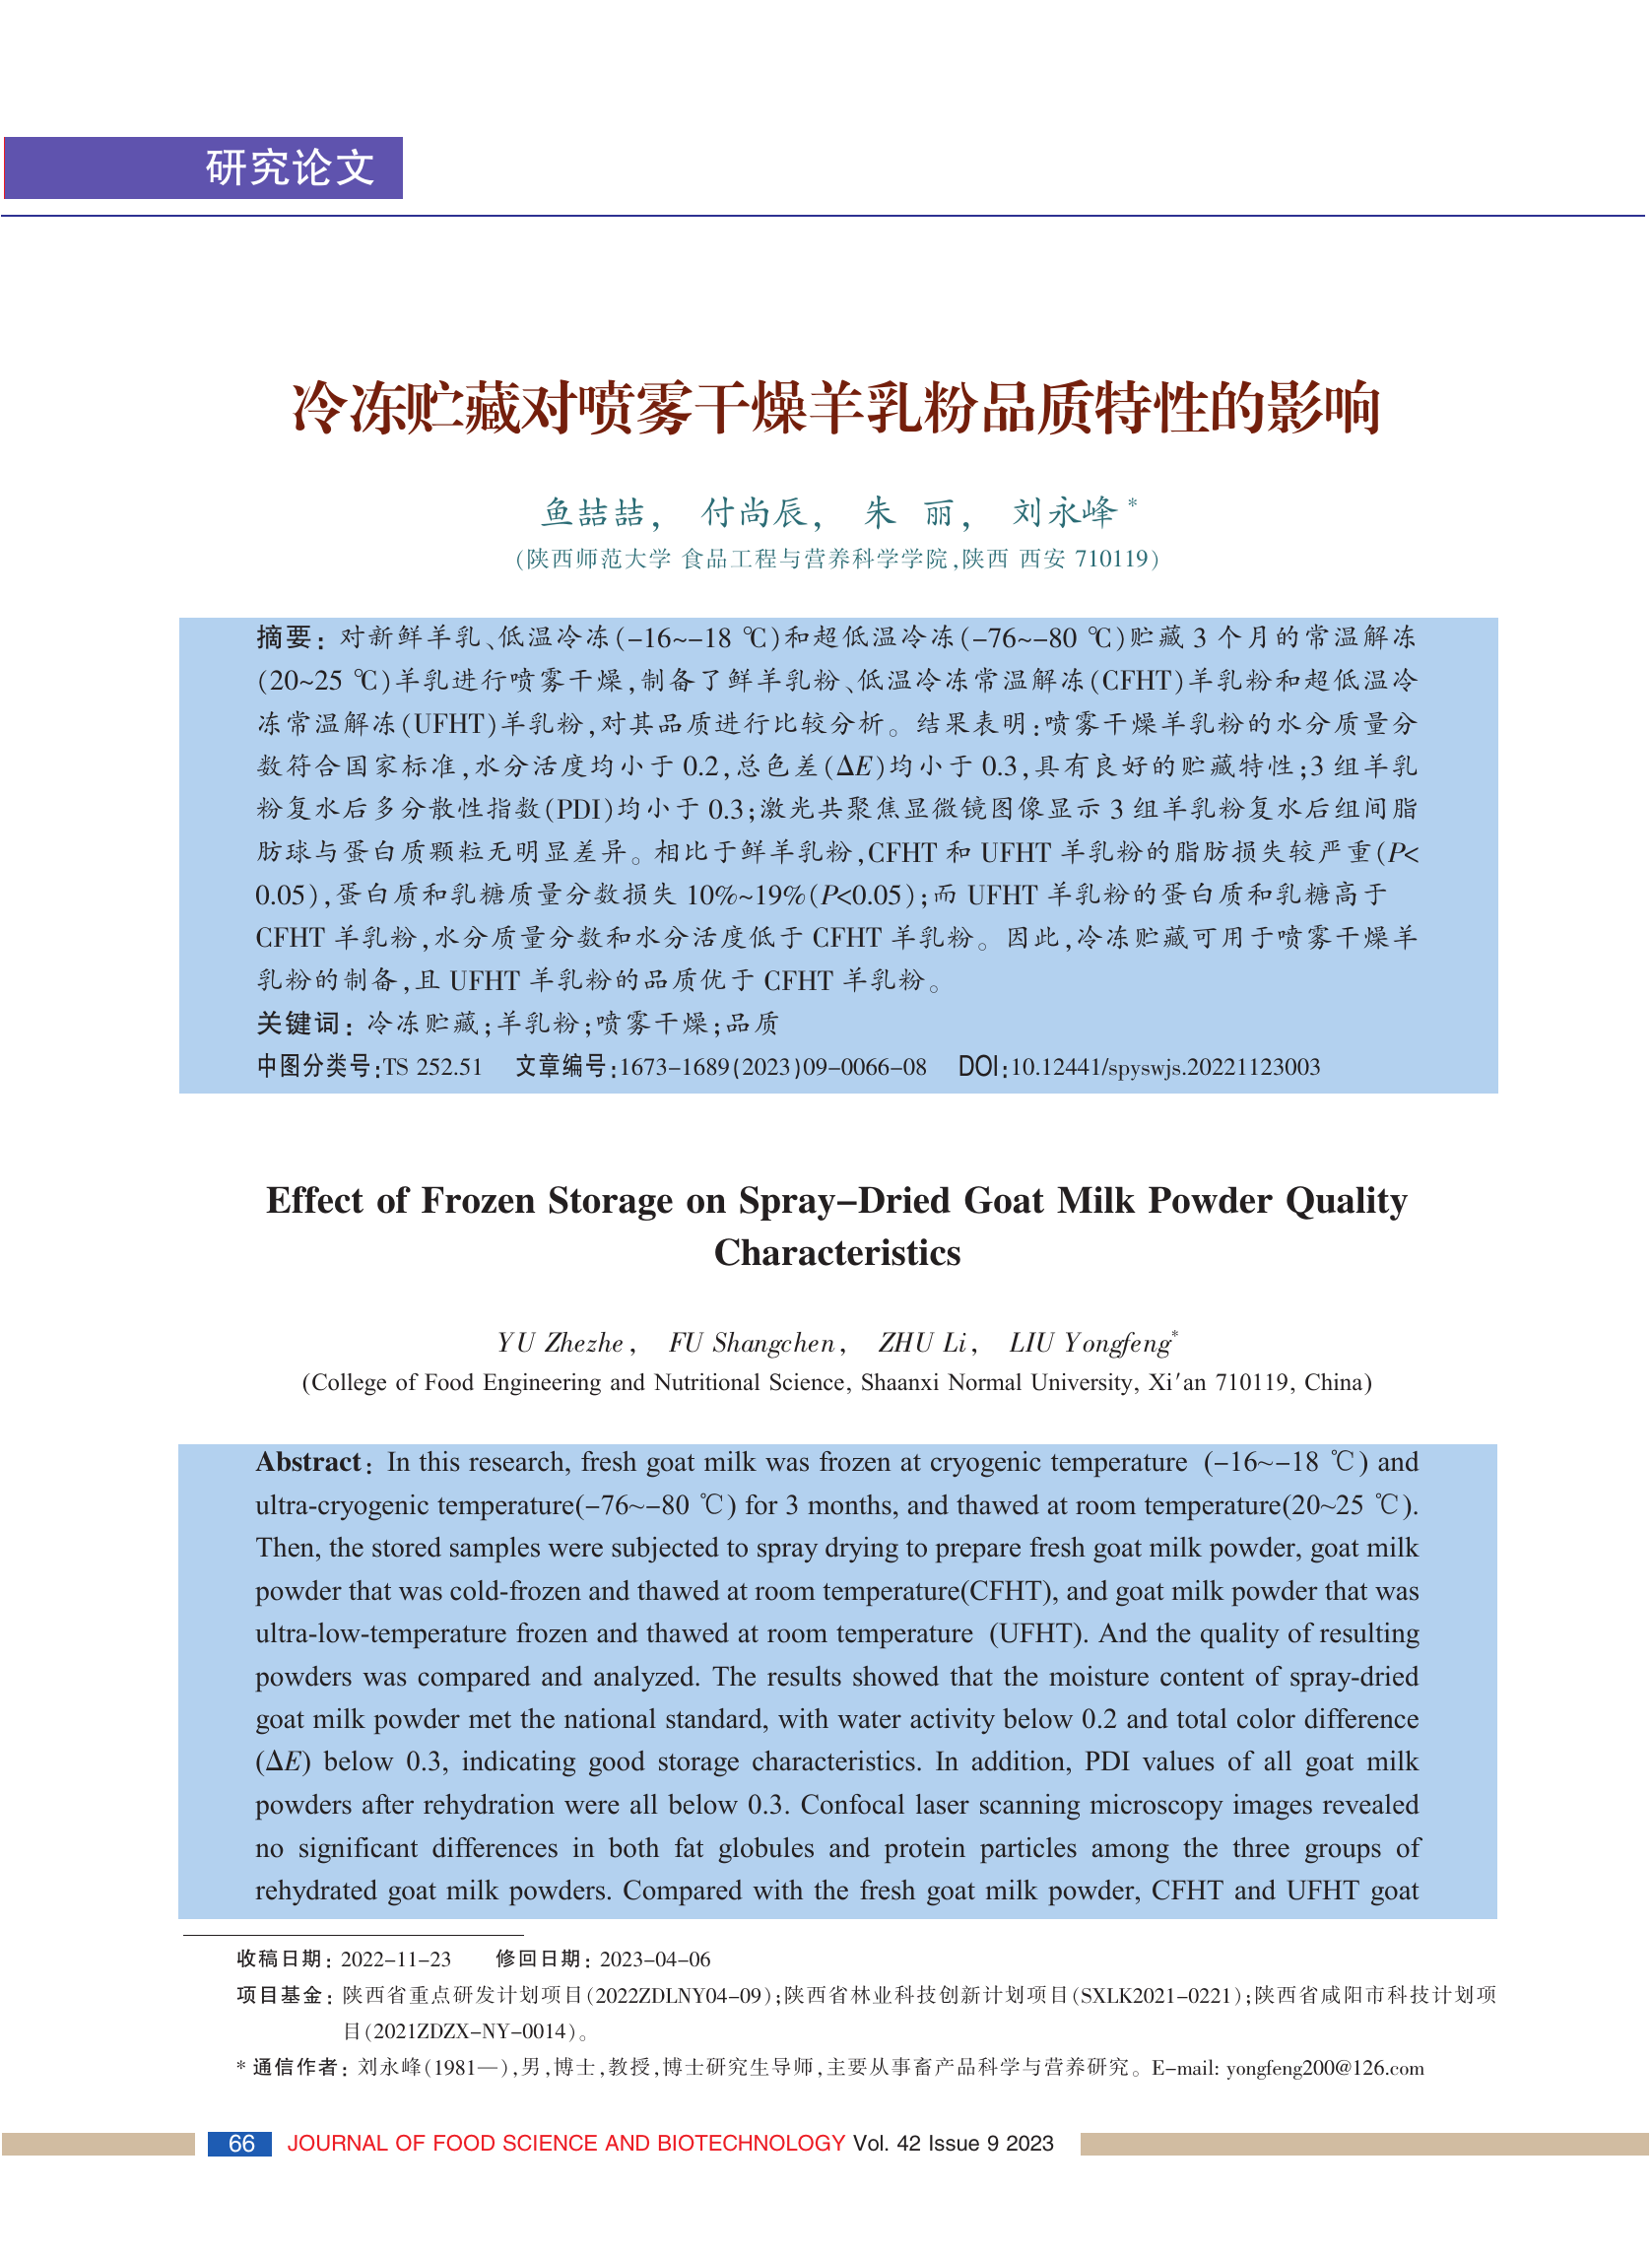 研究论文
冷冻贮藏对喷雾干燥羊乳粉品质特性的影响
鱼喆喆， 付尚辰， 朱 丽， 刘永峰*
(陕西师范大学 食品工程与营养科学学院,陕西 西安 710119)
摘要: 对新鲜羊乳、低温冷冻(-16~-18 ℃)和超低温冷冻(-76~-80 ℃)贮藏 3 个月的常温解冻
(20~25 ℃)羊乳进行喷雾干燥,制备了鲜羊乳粉、低温冷冻常温解冻(CFHT)羊乳粉和超低温冷
冻常温解冻(UFHT)羊乳粉,对其品质进行比较分析。结果表明:喷雾干燥羊乳粉的水分质量分
数符合国家标准,水分活度均小于 0.2,总色差(ΔE)均小于 0.3,具有良好的贮藏特性;3 组羊乳
粉复水后多分散性指数(PDI)均小于 0.3;激光共聚焦显微镜图像显示 3 组羊乳粉复水后组间脂
肪球与蛋白质颗粒无明显差异。相比于鲜羊乳粉,CFHT 和 UFHT 羊乳粉的脂肪损失较严重(P<
0.05),蛋白质和乳糖质量分数损失 10%~19%(P<0.05);而 UFHT 羊乳粉的蛋白质和乳糖高于
CFHT 羊乳粉,水分质量分数和水分活度低于 CFHT 羊乳粉。因此,冷冻贮藏可用于喷雾干燥羊
乳粉的制备,且 UFHT 羊乳粉的品质优于 CFHT 羊乳粉。
关键词: 冷冻贮藏;羊乳粉;喷雾干燥;品质
中图分类号:TS 252.51 文章编号:1673-1689(2023)09-0066-08 DOI:10.12441/spyswjs.20221123003
Effect of Frozen Storage on Spray-Dried Goat Milk Powder Quality
Characteristics
YU Zhezhe, FU Shangchen, ZHU Li, LIU Yongfeng*
(College of Food Engineering and Nutritional Science, Shaanxi Normal University, Xi′an 710119, China)
Abstract: In this research, fresh goat milk was frozen at cryogenic temperature (-16~-18 ℃) and
ultra-cryogenic temperature(-76~-80 ℃) for 3 months, and thawed at room temperature(20~25 ℃).
Then, the stored samples were subjected to spray drying to prepare fresh goat milk powder, goat milk
powder that was cold-frozen and thawed at room temperature(CFHT), and goat milk powder that was
ultra-low-temperature frozen and thawed at room temperature (UFHT). And the quality of resulting
powders was compared and analyzed. The results showed that the moisture content of spray-dried
goat milk powder met the national standard, with water activity below 0.2 and total color difference
(ΔE) below 0.3, indicating good storage characteristics. In addition, PDI values of all goat milk
powders after rehydration were all below 0.3. Confocal laser scanning microscopy images revealed
no significant differences in both fat globules and protein particles among the three groups of
rehydrated goat milk powders. Compared with the fresh goat milk powder, CFHT and UFHT goat
收稿日期: 2022-11-23 修回日期: 2023-04-06
项目基金: 陕西省重点研发计划项目(2022ZDLNY04-09);陕西省林业科技创新计划项目(SXLK2021-0221);陕西省咸阳市科技计划项
目(2021ZDZX-NY-0014)。
* 通信作者: 刘永峰(1981—),男,博士,教授,博士研究生导师,主要从事畜产品科学与营养研究。E-mail: yongfeng200@126.com
66 JOURNAL OF FOOD SCIENCE AND BIOTECHNOLOGY Vol. 42 Issue 9 2023